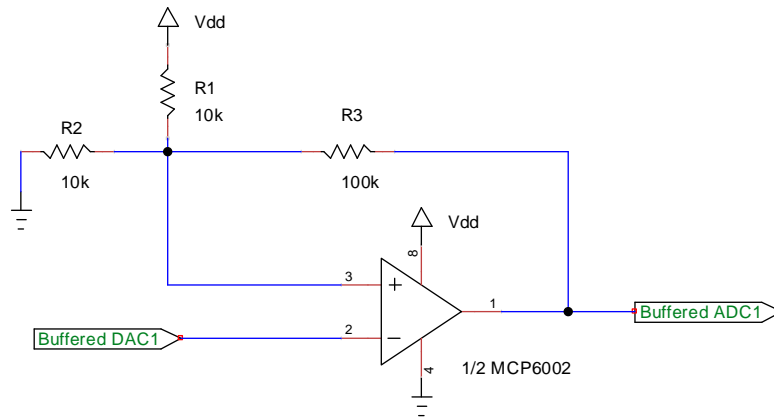 Vdd
R1
10k
R2
10k
R3
100k
Vdd
8
3
+
1
Buffered ADC1
2
−
Buffered DAC1
4
1/2 MCP6002